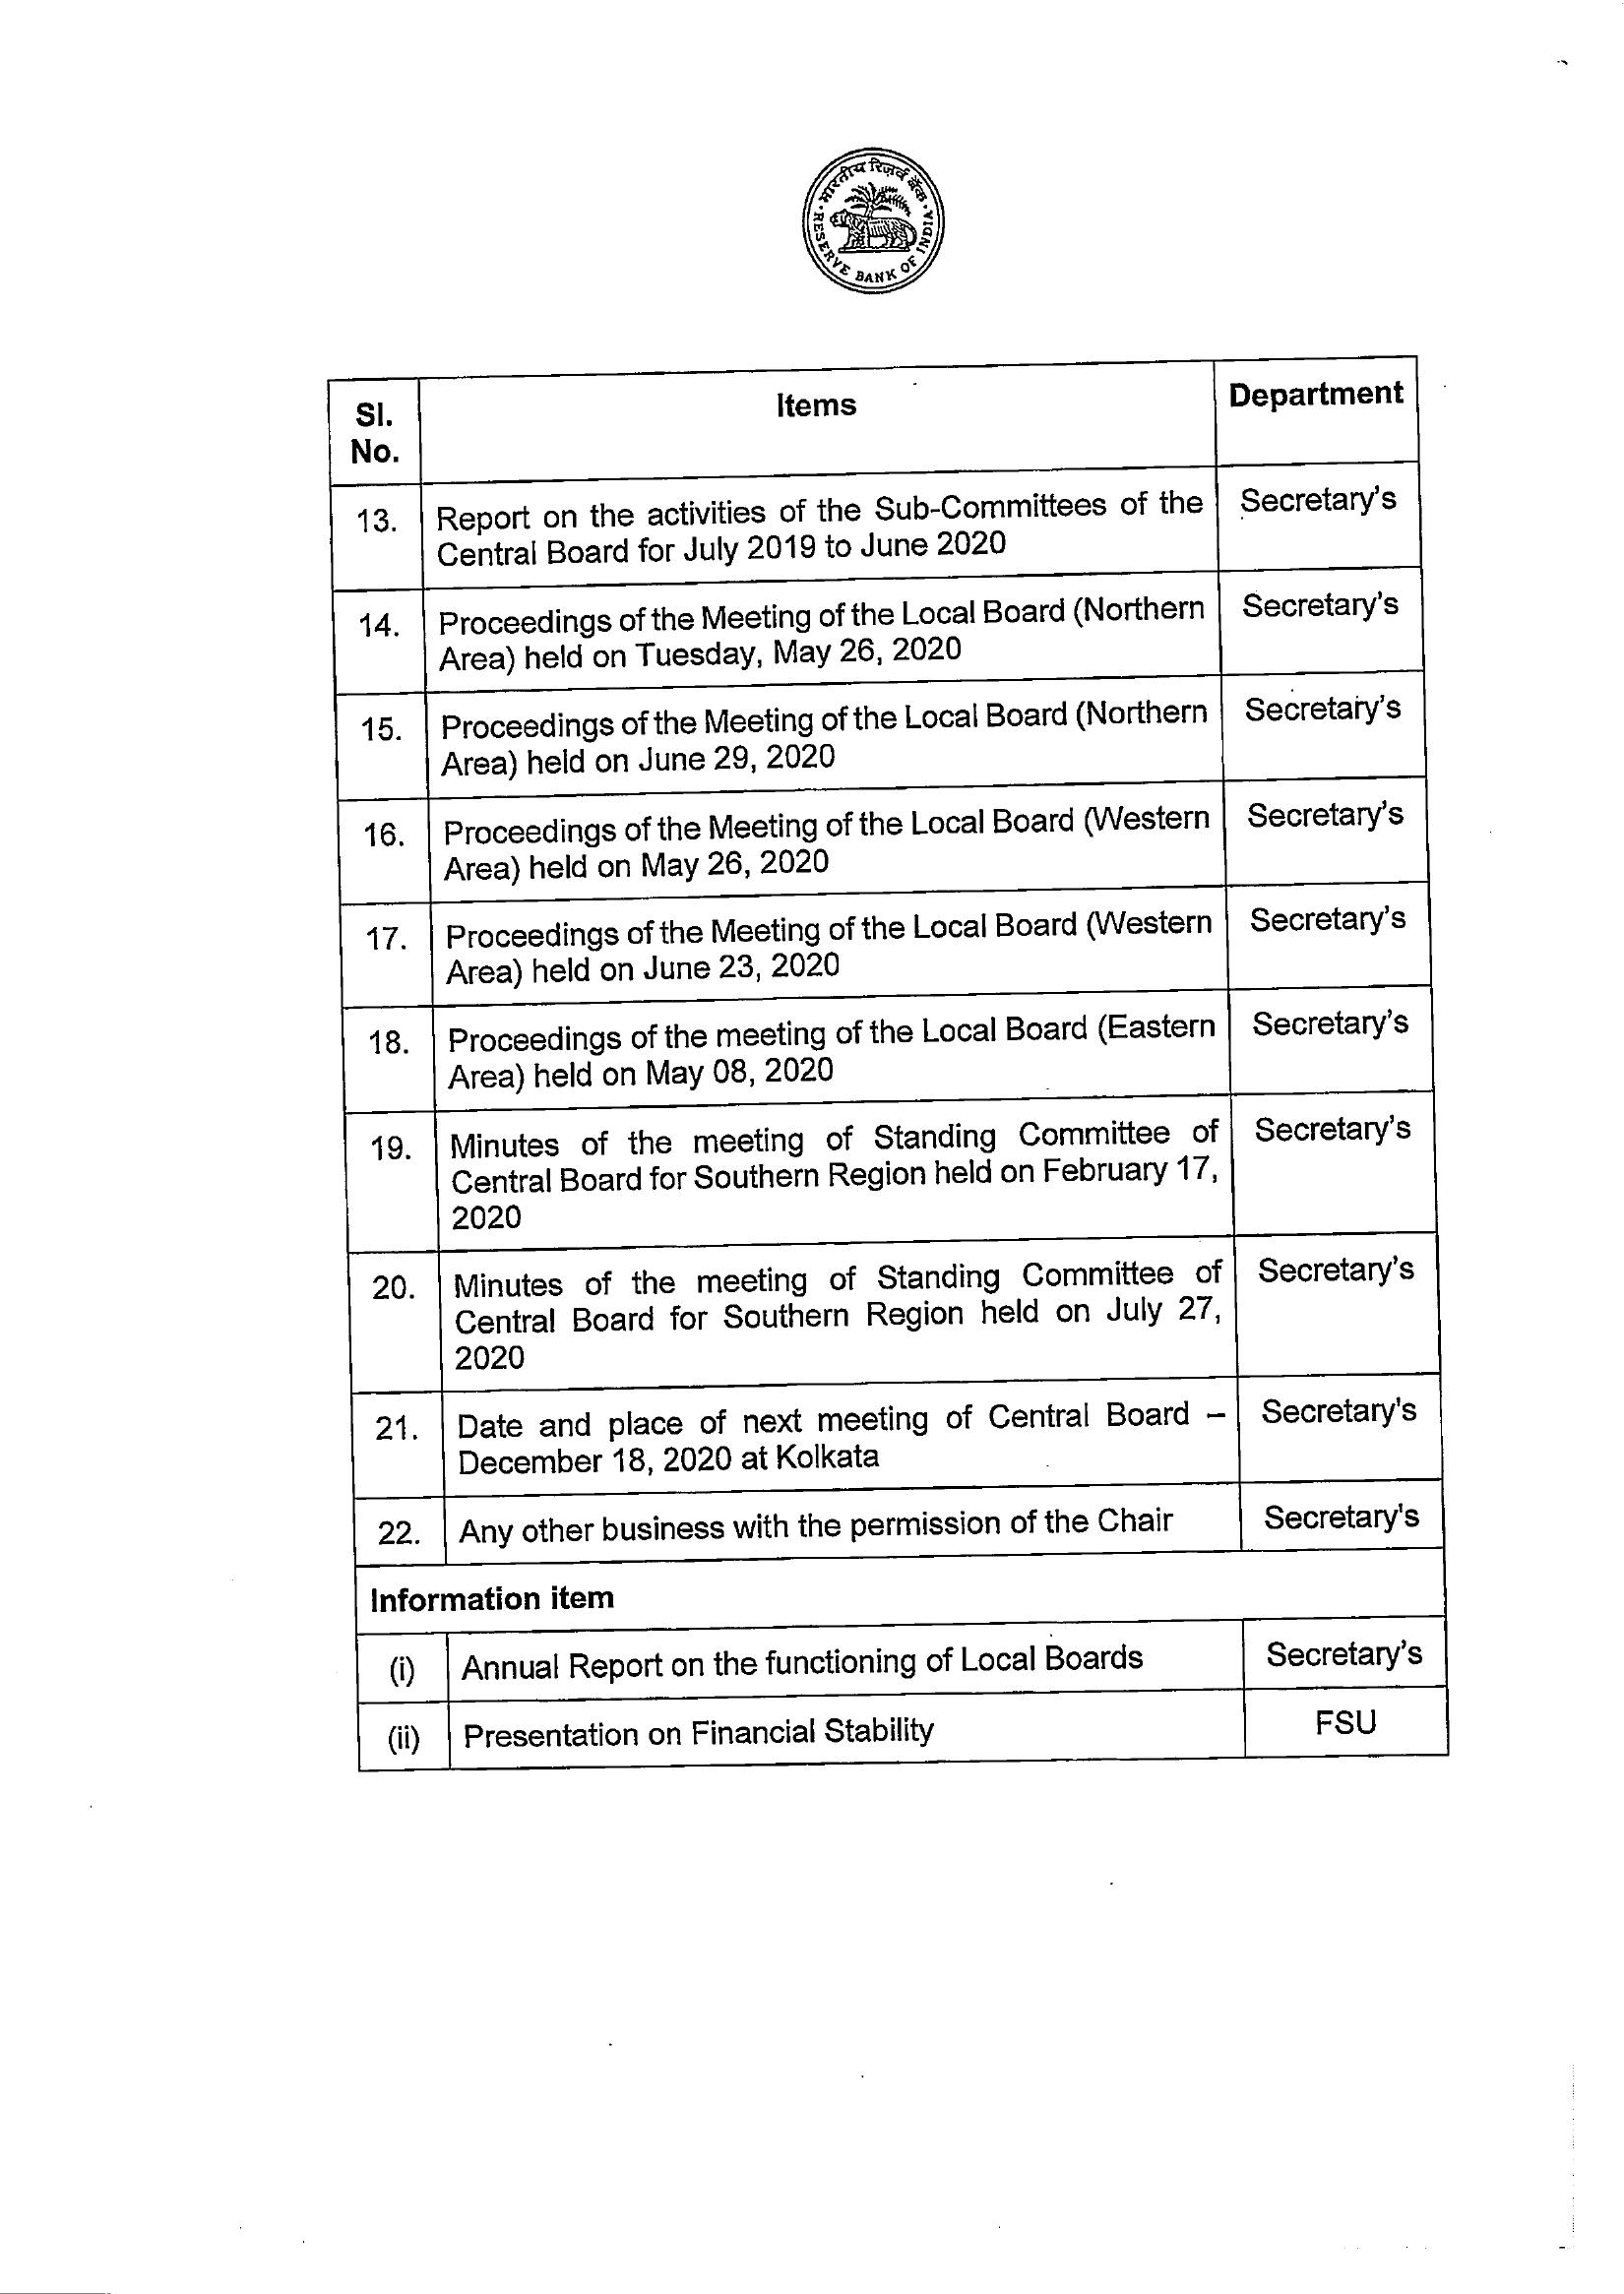 भारतीय रिज़र्व बैंक
RESERVE BANK OF INDIA
Sl. No.
Items
Department
13.
Report on the activities of the Sub-Committees of the
Central Board for July 2019 to June 2020
Secretary's
14.
Proceedings of the Meeting of the Local Board (Northern
Area) held on Tuesday, May 26, 2020
Secretary's
15.
Proceedings of the Meeting of the Local Board (Northern
Area) held on June 29, 2020
Secretary's
16.
Proceedings of the Meeting of the Local Board (Western
Area) held on May 26, 2020
Secretary's
17.
Proceedings of the Meeting of the Local Board (Western
Area) held on June 23, 2020
Secretary's
18.
Proceedings of the meeting of the Local Board (Eastern
Area) held on May 08, 2020
Secretary's
19.
Minutes of the meeting of Standing Committee of
Central Board for Southern Region held on February 17,
2020
Secretary's
20.
Minutes of the meeting of Standing Committee of
Central Board for Southern Region held on July 27,
2020
Secretary's
21.
Date and place of next meeting of Central Board –
December 18, 2020 at Kolkata
Secretary's
22.
Any other business with the permission of the Chair
Secretary's
Information item
(i)
Annual Report on the functioning of Local Boards
Secretary's
(ii)
Presentation on Financial Stability
FSU